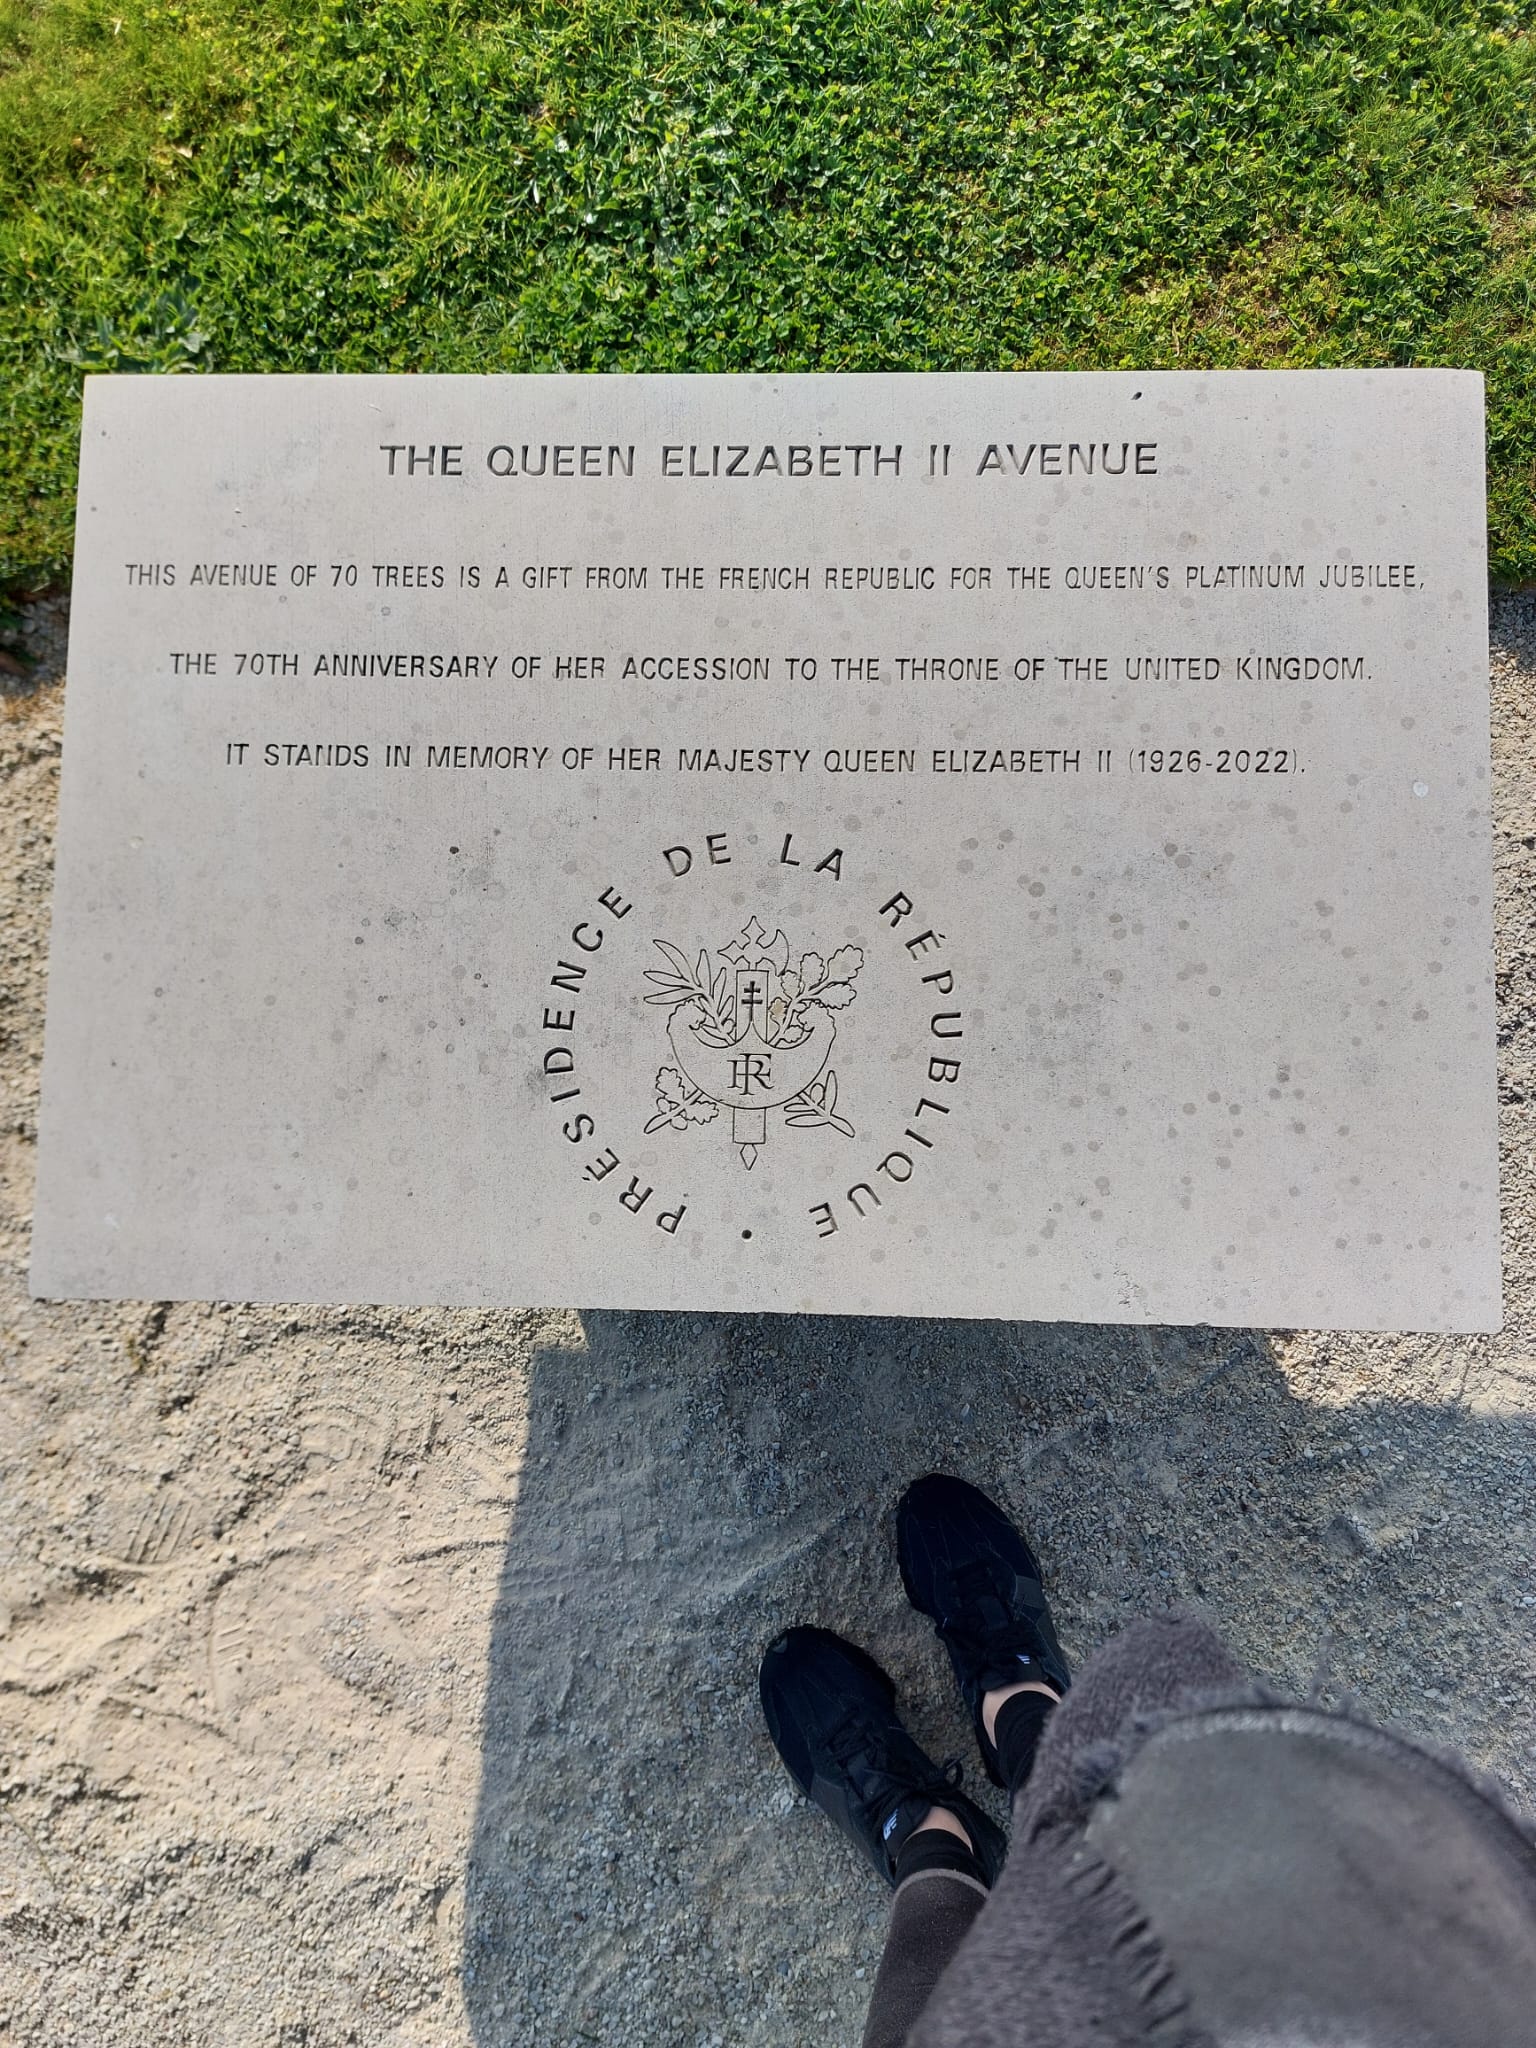 THE QUEEN ELIZABETH II AVENUE
THIS AVENUE OF 70 TREES IS A GIFT FROM THE FRENCH REPUBLIC FOR THE QUEEN'S PLATINUM JUBILEE,
THE 70TH ANNIVERSARY OF HER ACCESSION TO THE THRONE OF THE UNITED KINGDOM.
IT STANDS IN MEMORY OF HER MAJESTY QUEEN ELIZABETH II (1926-2022).
PRÉSIDENCE DE LA RÉPUBLIQUE •
RF